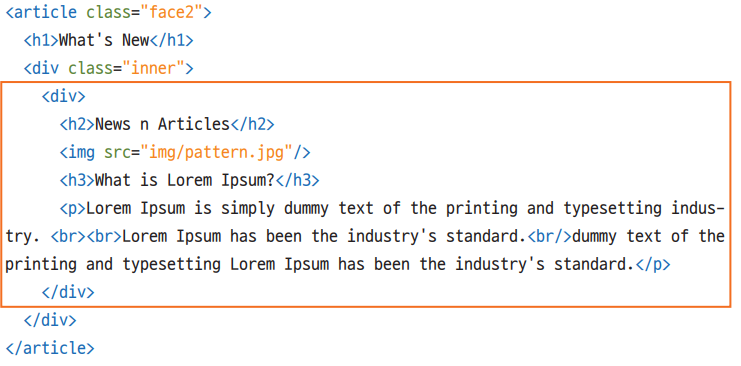 <article class="face2">
<h1>What's New</h1>
<div class="inner">
<div>
<h2>News n Articles</h2>
<img src="img/pattern.jpg"/>
<h3>What is Lorem Ipsum?</h3>
<p>Lorem Ipsum is simply dummy text of the printing and typesetting indus-
try. <br><br>Lorem Ipsum has been the industry's standard.<br/>dummy text of the
printing and typesetting Lorem Ipsum has been the industry's standard.</p>
</div>
</div>
</article>